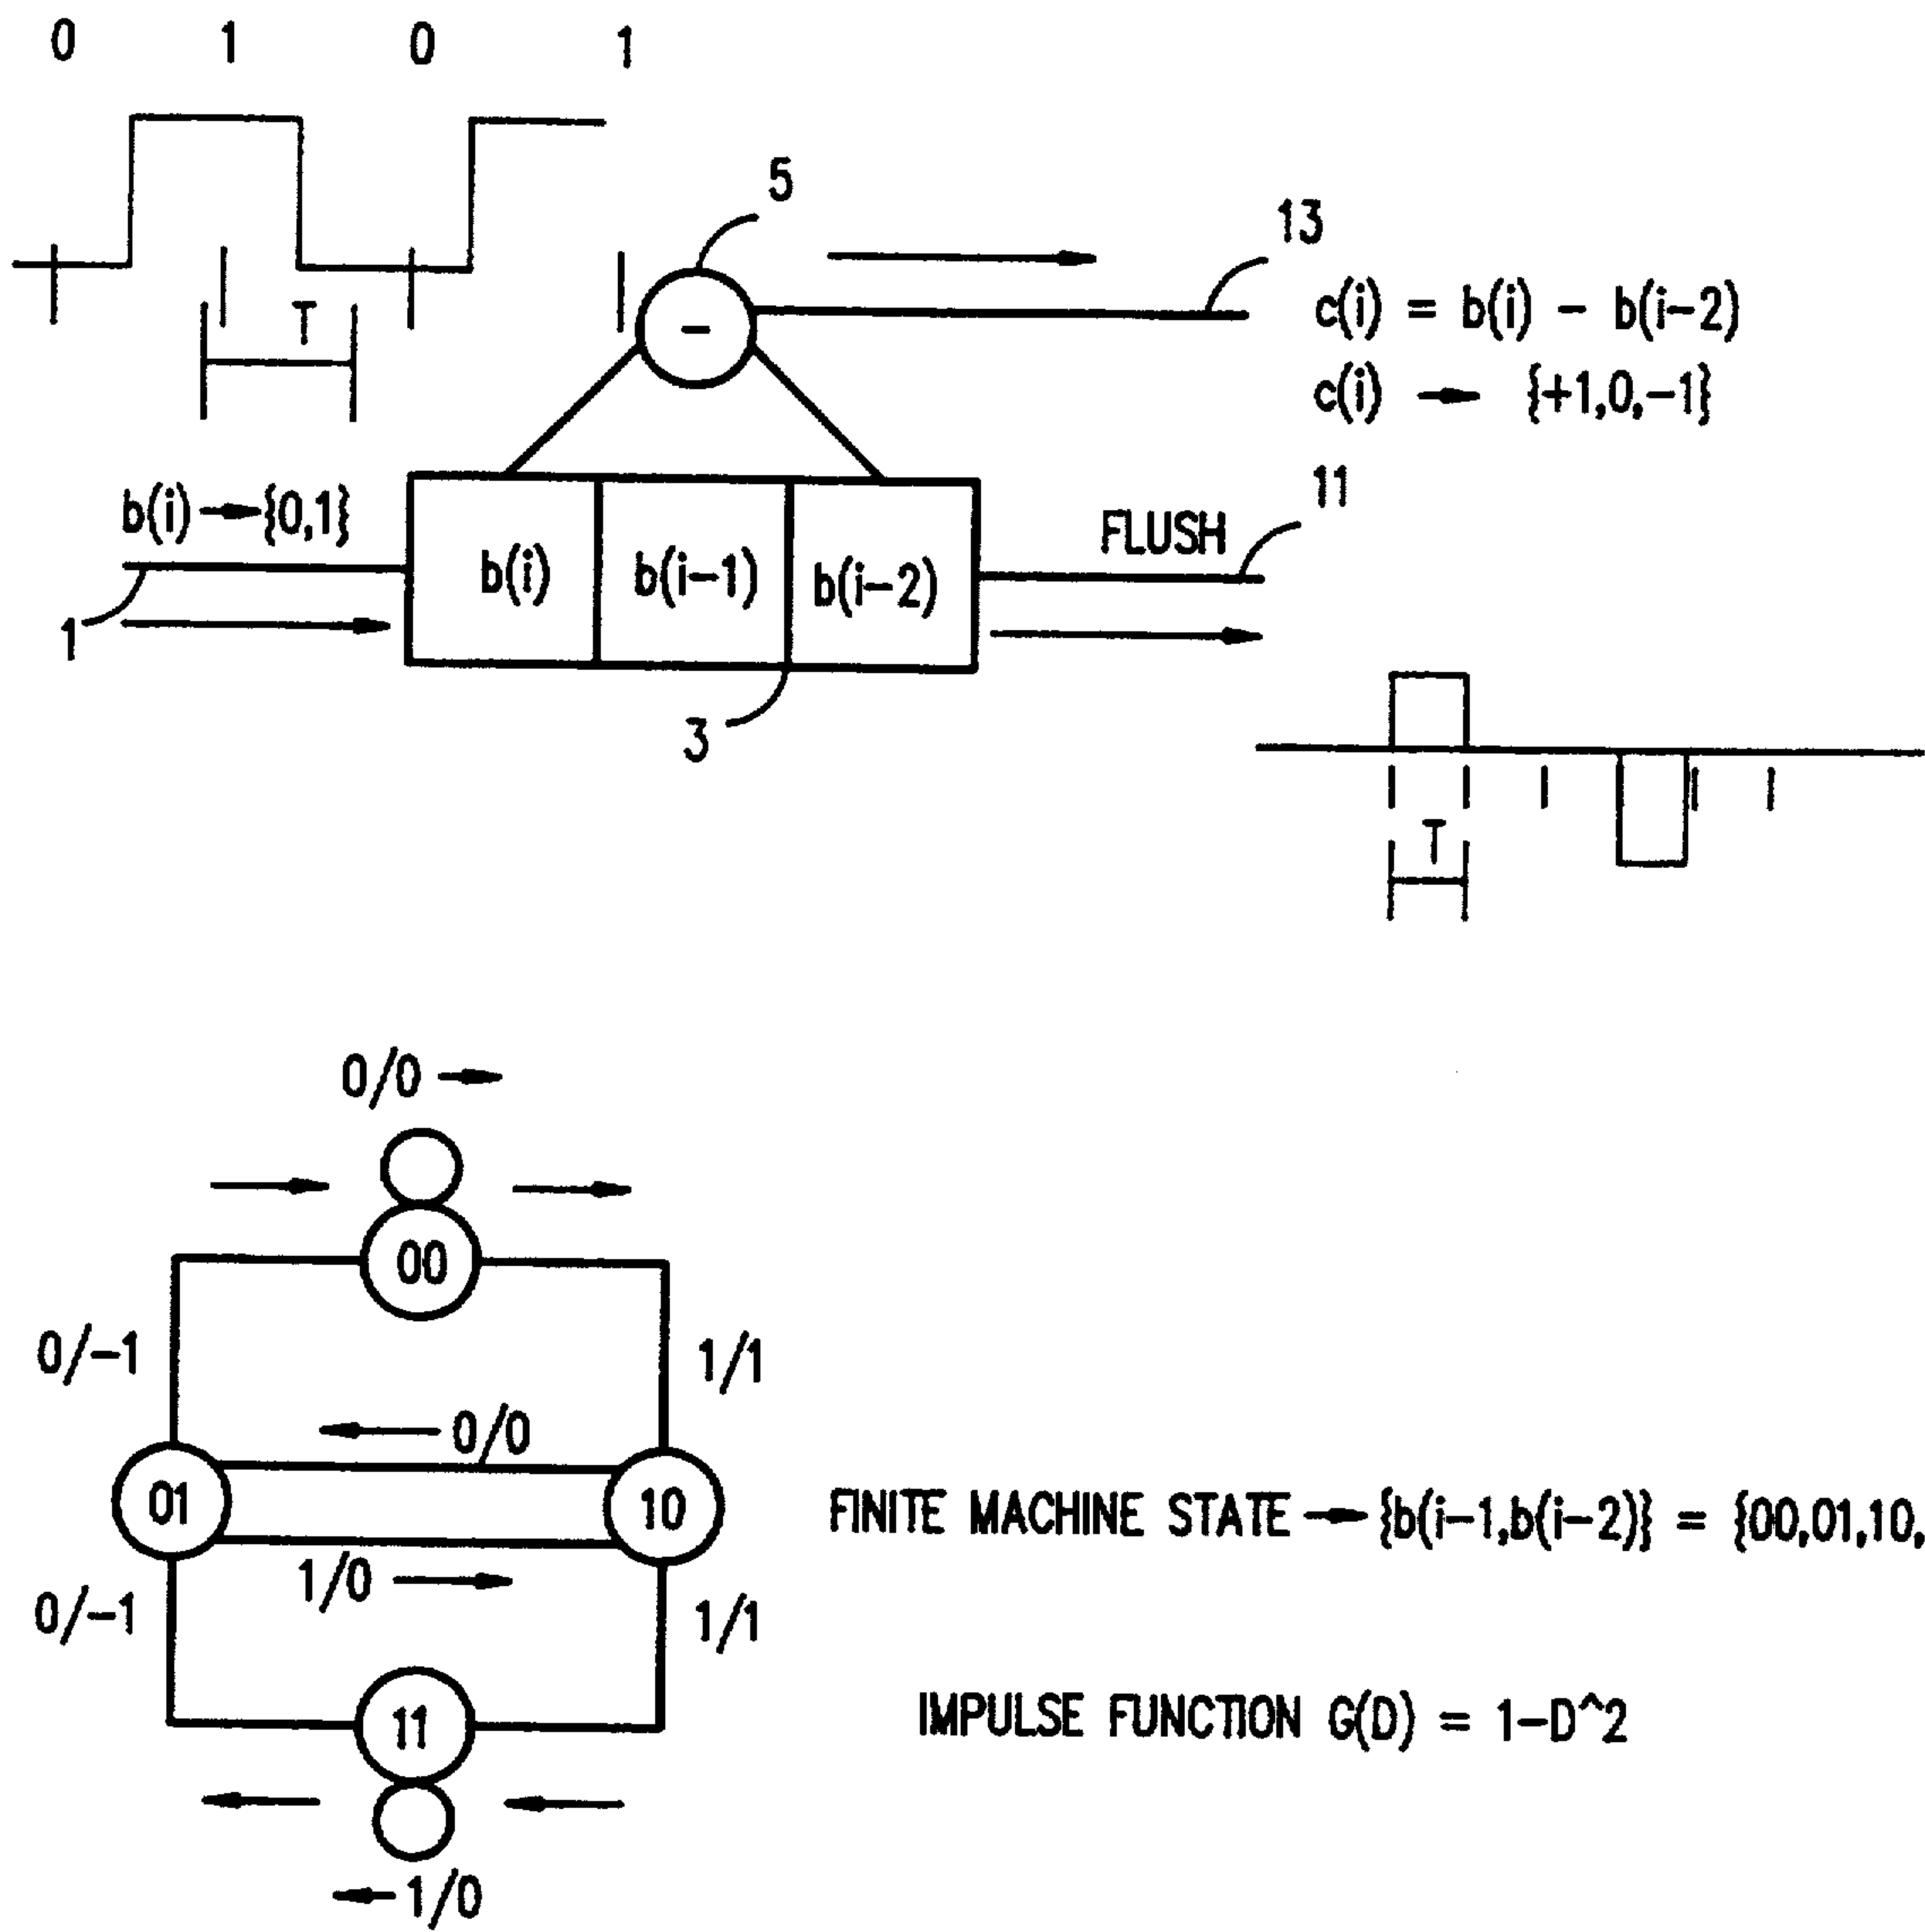 0 1 0 1
5
13
T
c(i) = b(i) - b(i-2)
c(i) → {+1,0,-1}
-
11
b(i)→{0,1}
FLUSH
b(i) b(i-1) b(i-2)
1
3
T
0/0
00
0/-1
1/1
0/0
01
10
FINITE MACHINE STATE → {b(i-1,b(i-2)} = {00,01,10,
1/0
0/-1
1/1
11
IMPULSE FUNCTION G(D) = 1-D^2
1/0